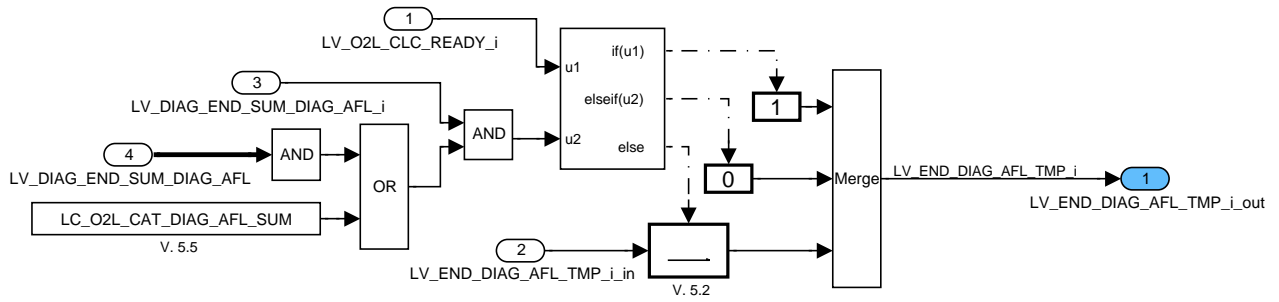 1
LV_O2L_CLC_READY_i
if(u1)
u1
3
elseif(u2)
1
LV_DIAG_END_SUM_DIAG_AFL_i
AND
u2
4
AND
else
LV_DIAG_END_SUM_DIAG_AFL
OR
0
Merge
LV_END_DIAG_AFL_TMP_i
1
LV_END_DIAG_AFL_TMP_i_out
LC_O2L_CAT_DIAG_AFL_SUM
V. 5.5
2
LV_END_DIAG_AFL_TMP_i_in
V. 5.2